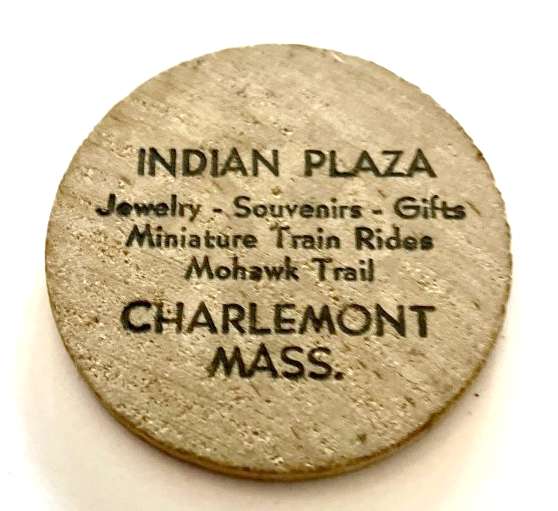 INDIAN PLAZA
Jewelry - Souvenirs - Gifts
Miniature Train Rides
Mohawk Trail
CHARLEMONT
MASS.